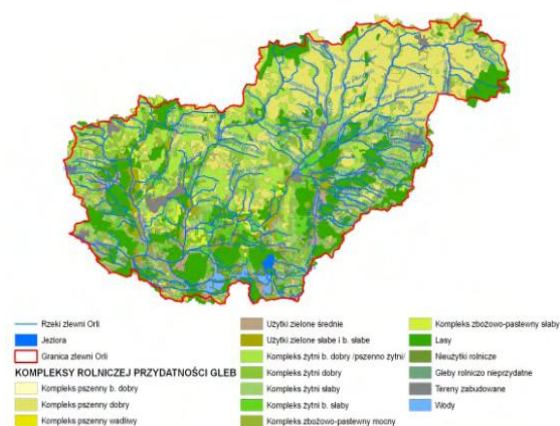 Rzeki zlewni Orli
Jeziora
Granica zlewni Orli
KOMPLEKSY ROLNICZEJ PRZYDATNOŚCI GLEB
Kompleks pszenny b. dobry
Kompleks pszenny dobry
Kompleks pszenny wadliwy
Użytki zielone średnie
Użytki zielone słabe i b. słabe
Kompleks żytni b. dobry /pszenno żytni/
Kompleks żytni dobry
Kompleks żytni słaby
Kompleks żytni b. słaby
Kompleks zbożowo-pastewny mocny
Kompleks zbożowo-pastewny słaby
Lasy
Nieużytki rolnicze
Gleby rolniczo nieprzydatne
Tereny zabudowane
Wody